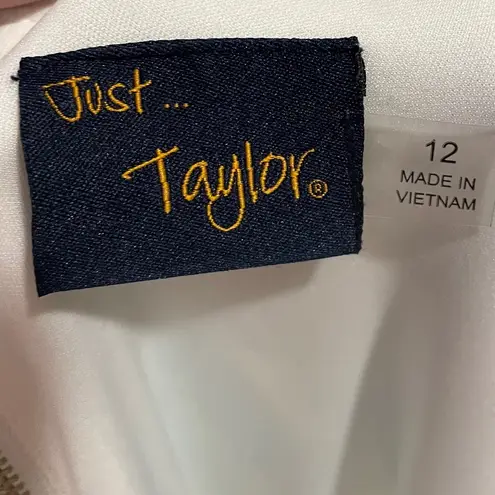 Just ...
Taylor®
12
MADE IN
VIETNAM